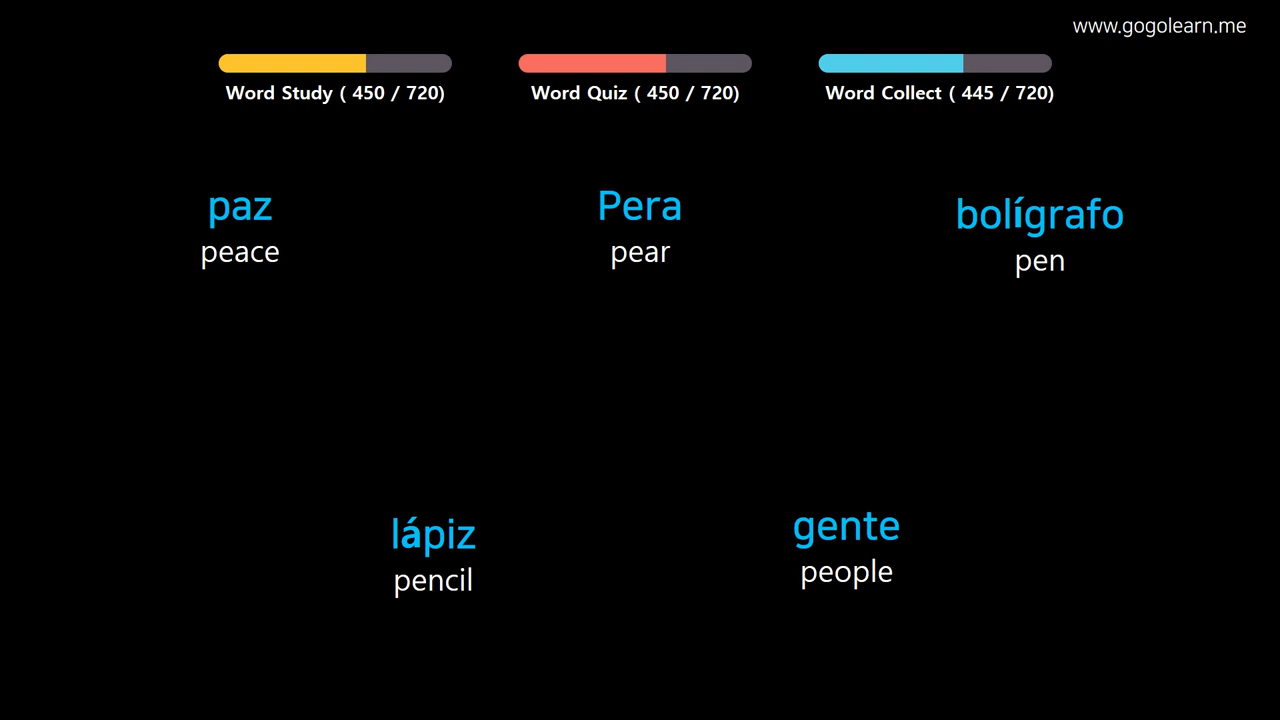 www.gogolearn.me
Word Study ( 450 / 720)
Word Quiz ( 450 / 720)
Word Collect ( 445 / 720)
paz
peace
Pera
pear
bolígrafo
pen
lápiz
pencil
gente
people